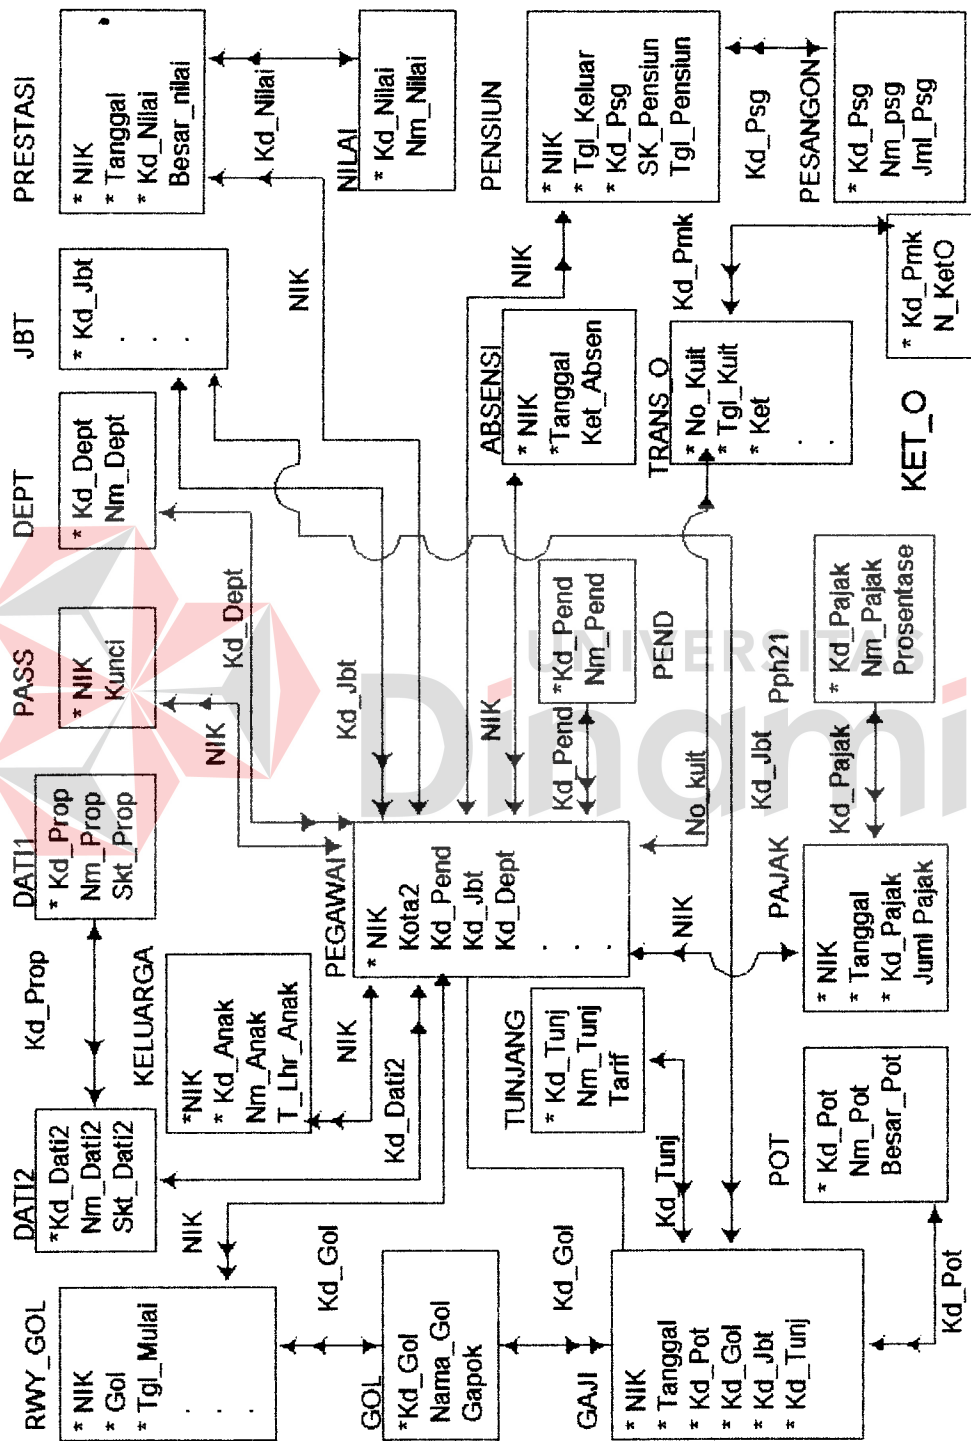 RWY_GOL
* NIK
* Gol
* Tgl_Mulai
.
.
DATI2
*Kd_Dati2
Nm_Dati2
Skt_Dati2
Kd_Prop
DATI1
* Kd_Prop
Nm_Prop
Skt_Prop
PASS
* NIK
Kunci
DEPT
* Kd_Dept
Nm_Dept
JBT
* Kd_Jbt
.
.
PRESTASI
* NIK
* Tanggal
* Kd_Nilai
Besar_nilai
NIK
KELUARGA
*NIK
* Kd_Anak
Nm_Anak
T_Lhr_Anak
NIK
Kd_Dept
NIK
Kd_Nilai
Kd_Gol
Kd_Dati2
NIK
Kd_Jbt
NILAI
* Kd_Nilai
Nm_Nilai
GOL
*Kd_Gol
Nama_Gol
Gapok
PEGAWAI
* NIK
Kota2
Kd_Pend
Kd_Jbt
Kd_Dept
.
.
NIK
ABSENSI
* NIK
*Tanggal
Ket_Absen
NIK
PENSIUN
* NIK
* Tgl_Keluar
* Kd_Psg
SK_Pensiun
Tgl_Pensiun
Kd_Gol
TUNJANG
* Kd_Tunj
Nm_Tunj
Tarif
Kd_Pend
*Kd_Pend
Nm_Pend
PEND
GAJI
* NIK
* Tanggal
* Kd_Pot
* Kd_Gol
* Kd_Jbt
* Kd_Tunj
Kd_Tunj
NIK
No_kuit
TRANS_O
* No_Kuit
* Tgl_Kuit
* Ket
.
.
Kd_Pmk
Kd_Psg
Kd_Jbt
POT
* Kd_Pot
Nm_Pot
Besar_Pot
PAJAK
* NIK
* Tanggal
* Kd_Pajak
Juml Pajak
Kd_Pajak
Pph21
* Kd_Pajak
Nm_Pajak
Prosentase
KET_O
* Kd_Pmk
N_KetO
PESANGON
* Kd_Psg
Nm_psg
Jml_Psg
Kd_Pot
UNIVERSITAS
Dinami